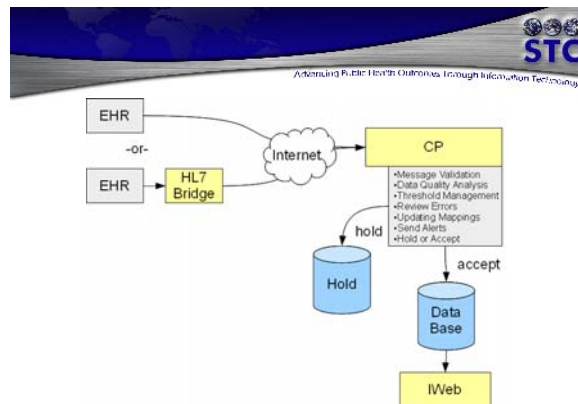 STC
Advancing Public Health Outcomes Through Information Technology
EHR
-or-
EHR
HL7
Bridge
Internet
CP
•Message Validation
•Data Quality Analysis
•Threshold Management
•Review Errors
•Updating Mappings
•Send Alerts
•Hold or Accept
hold
accept
Hold
Data
Base
IWeb